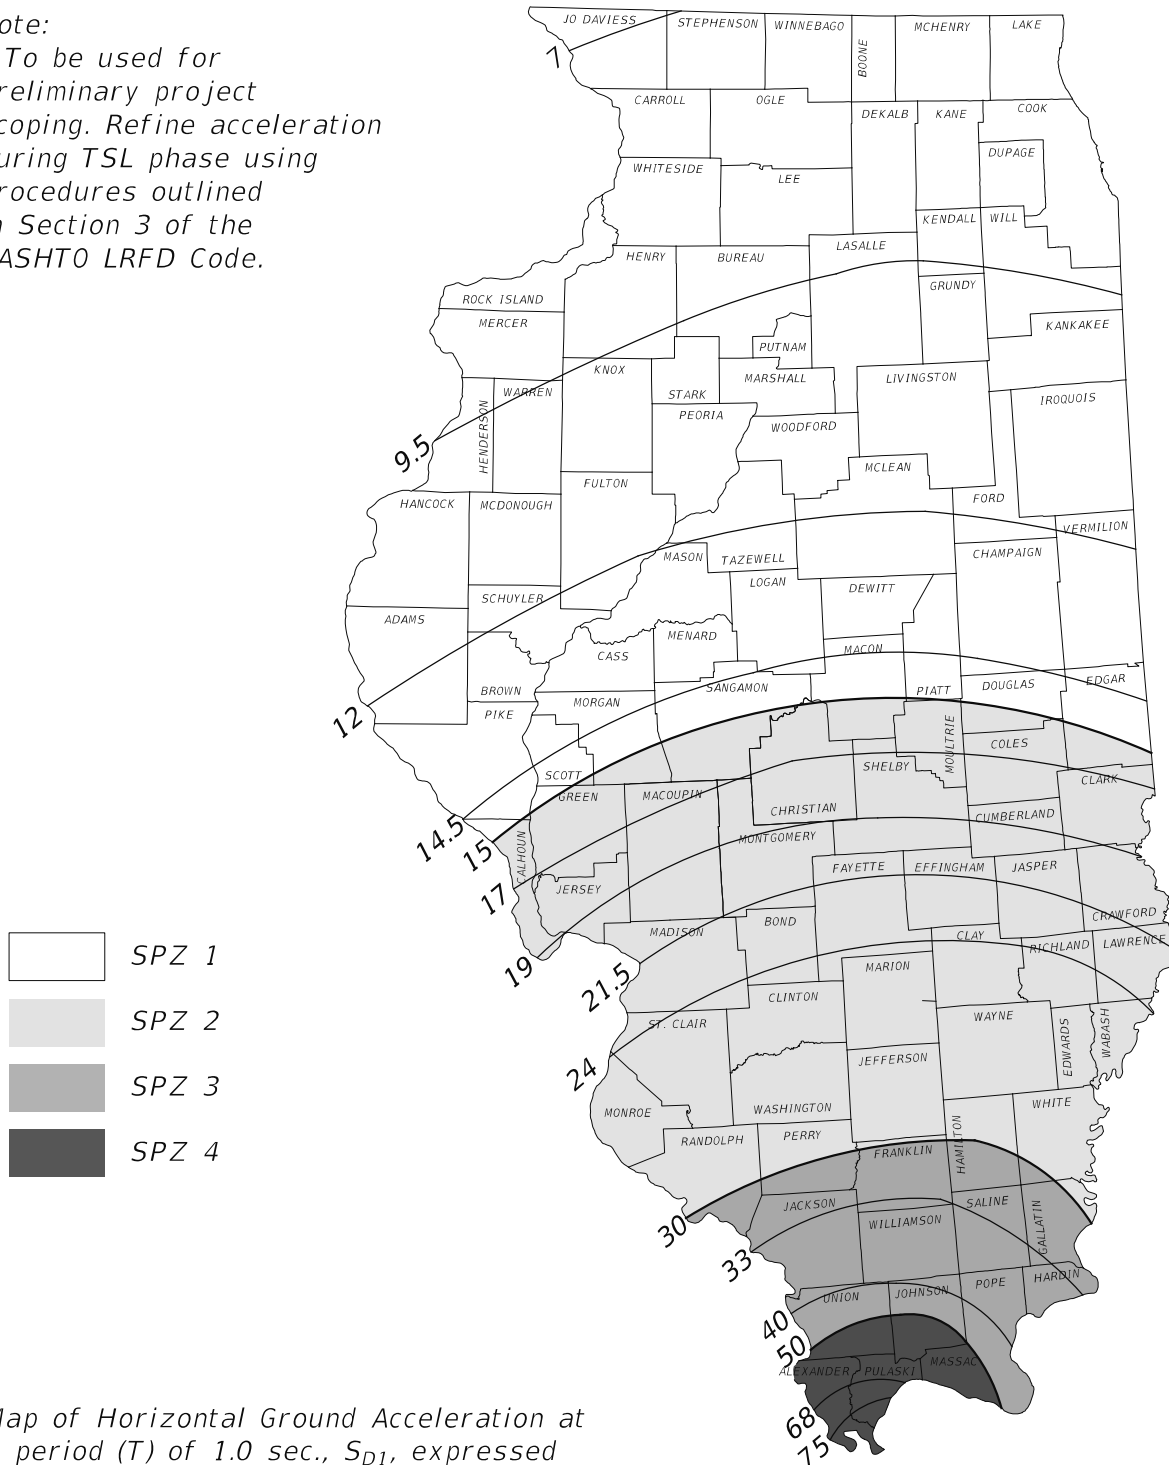 ote:
To be used for
reliminary project
coping. Refine acceleration
uring TSL phase using
rocedures outlined
n Section 3 of the
ASHTO LRFD Code.
JO DAVIESS
STEPHENSON
WINNEBAGO
BOONE
MCHENRY
LAKE
7
CARROLL
OGLE
DEKALB
KANE
COOK
DUPAGE
WHITESIDE
LEE
KENDALL
WILL
HENRY
BUREAU
LASALLE
GRUNDY
ROCK ISLAND
MERCER
KANKAKEE
PUTNAM
KNOX
STARK
MARSHALL
LIVINGSTON
WARREN
HENDERSON
PEORIA
WOODFORD
IROQUOIS
9.5
MCLEAN
FULTON
FORD
HANCOCK
MCDONOUGH
VERMILION
MASON
TAZEWELL
CHAMPAIGN
LOGAN
DEWITT
SCHUYLER
ADAMS
MENARD
CASS
MACON
BROWN
MORGAN
SANGAMON
PIATT
DOUGLAS
EDGAR
12
PIKE
MOULTRIE
COLES
SCOTT
SHELBY
CLARK
GREEN
MACOUPIN
CHRISTIAN
CUMBERLAND
14.5
15
CALHOUN
MONTGOMERY
FAYETTE
EFFINGHAM
JASPER
17
JERSEY
CRAWFORD
MADISON
BOND
CLAY
RICHLAND
LAWRENCE
19
21.5
MARION
CLINTON
ST. CLAIR
WAYNE
EDWARDS
WABASH
24
JEFFERSON
MONROE
WASHINGTON
WHITE
RANDOLPH
PERRY
FRANKLIN
HAMILTON
30
JACKSON
WILLIAMSON
SALINE
GALLATIN
33
UNION
JOHNSON
POPE
HARDIN
40
50
ALEXANDER
PULASKI
MASSAC
68
75
SPZ 1
SPZ 2
SPZ 3
SPZ 4
Map of Horizontal Ground Acceleration at
period (T) of 1.0 sec., SD1, expressed